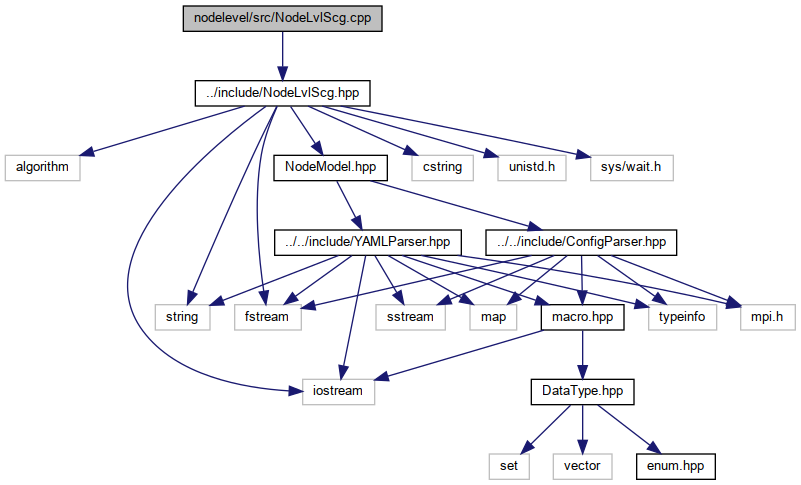 nodelevel/src/NodeLvlScg.cpp
../include/NodeLvlScg.hpp
algorithm
NodeModel.hpp
cstring
unistd.h
sys/wait.h
../../include/YAMLParser.hpp
../../include/ConfigParser.hpp
string
fstream
sstream
map
macro.hpp
typeinfo
mpi.h
iostream
DataType.hpp
set
vector
enum.hpp